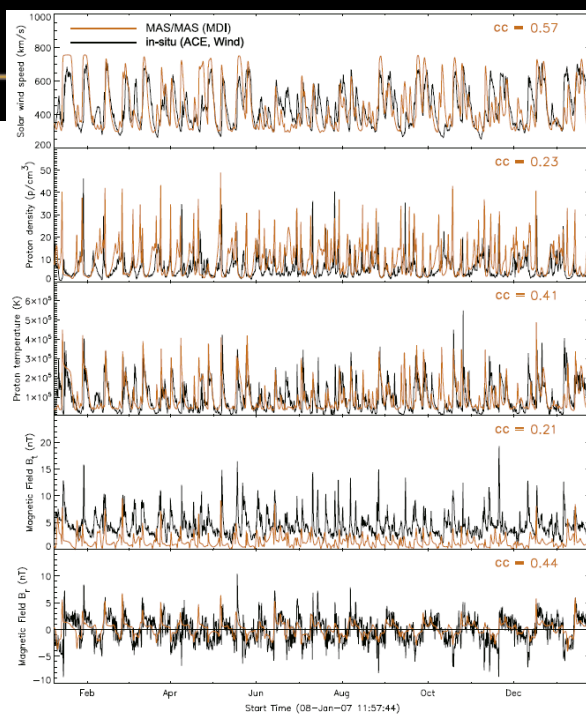 MAS/MAS (MDI)
in-situ (ACE, Wind)
cc = 0.57
Solar wind speed (km/s)
1000
800
600
400
200
cc = 0.23
Proton density (p/cm³)
50
40
30
20
10
0
cc = 0.41
Proton temperature (K)
6×10⁵
5×10⁵
4×10⁵
3×10⁵
2×10⁵
1×10⁵
cc = 0.21
Magnetic Field Bₜ (nT)
20
15
10
5
0
cc = 0.44
Magnetic Field Bᵣ (nT)
10
5
0
−5
−10
Feb Apr Jun Aug Oct Dec
Start Time (08-Jan-07 11:57:44)